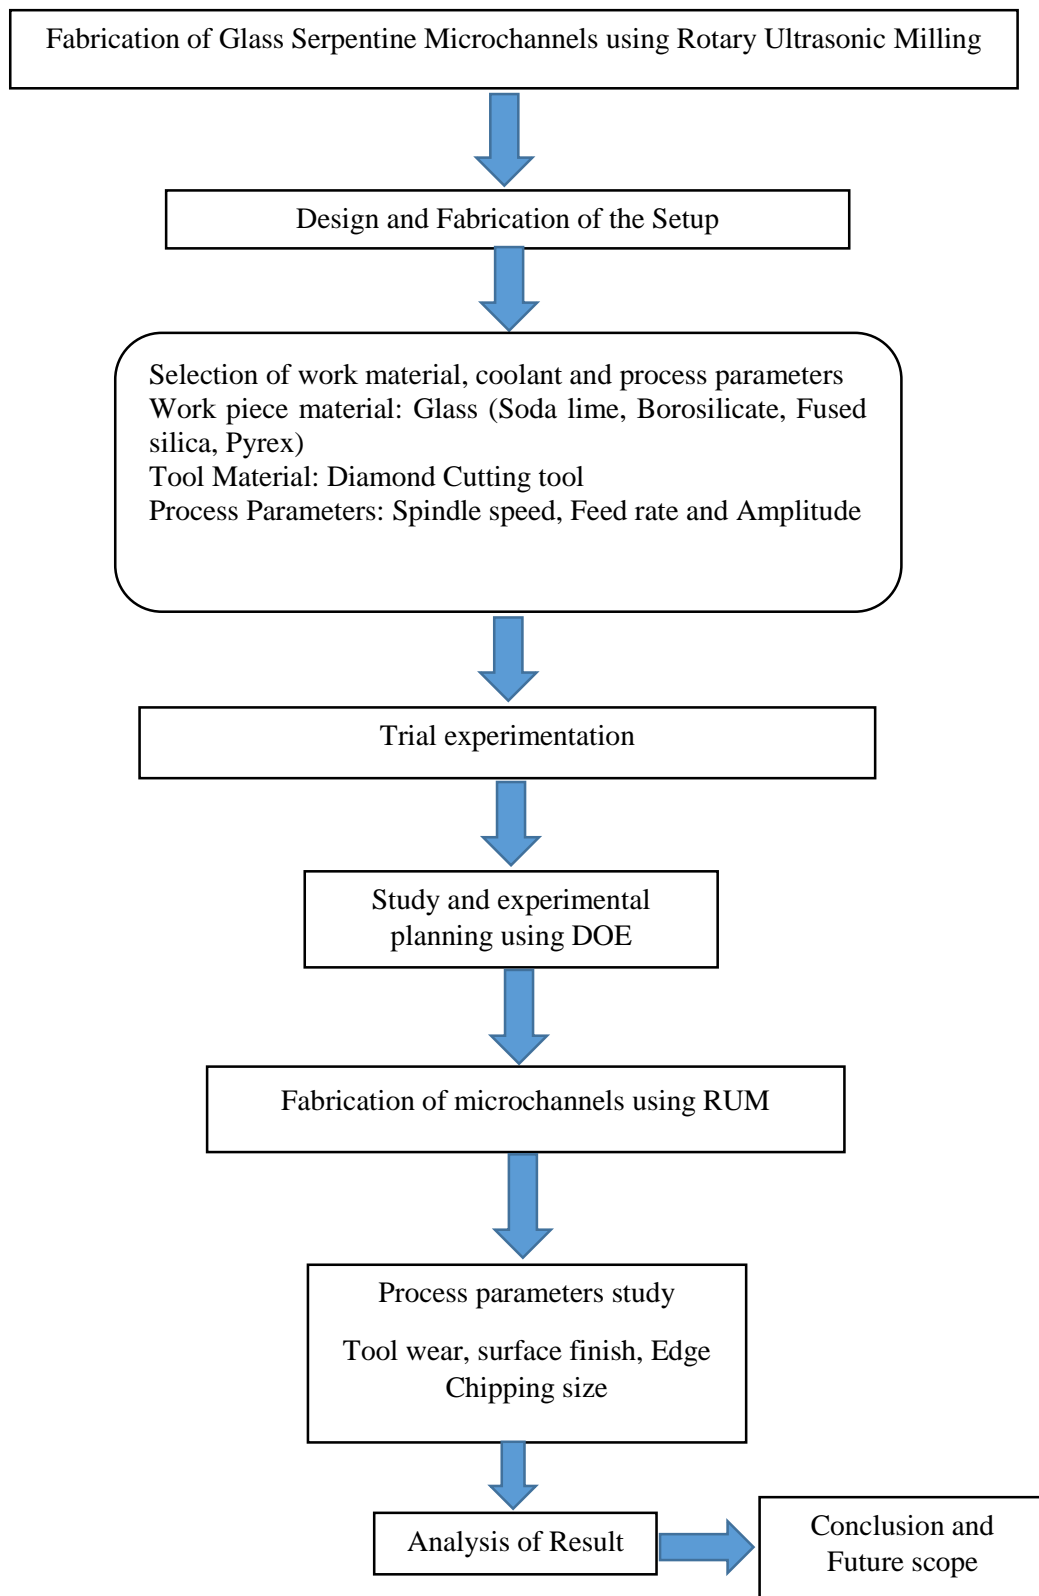 Fabrication of Glass Serpentine Microchannels using Rotary Ultrasonic Milling
Design and Fabrication of the Setup
Selection of work material, coolant and process parameters
Work piece material: Glass (Soda lime, Borosilicate, Fused
silica, Pyrex)
Tool Material: Diamond Cutting tool
Process Parameters: Spindle speed, Feed rate and Amplitude
Trial experimentation
Study and experimental
planning using DOE
Fabrication of microchannels using RUM
Process parameters study
Tool wear, surface finish, Edge
Chipping size
Analysis of Result
Conclusion and
Future scope